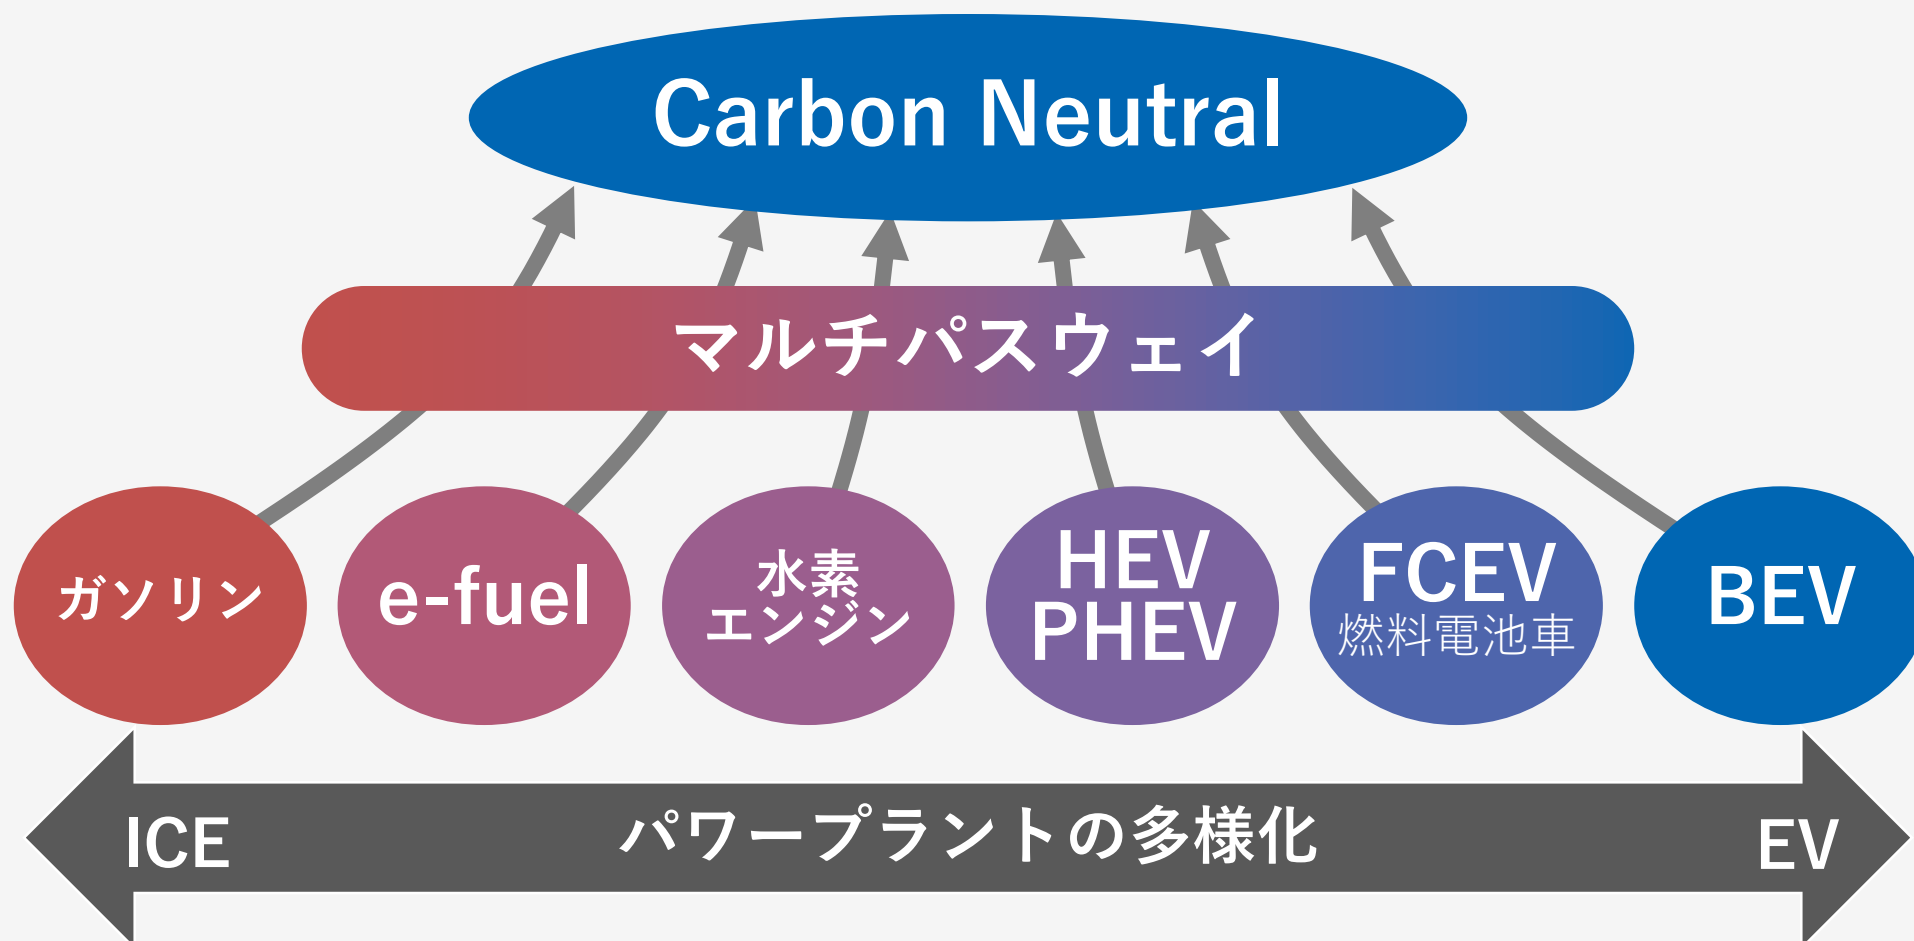 Carbon Neutral
マルチパスウェイ
ガソリン
e-fuel
水素
エンジン
HEV
PHEV
FCEV
燃料電池車
BEV
ICE
パワープラントの多様化
EV